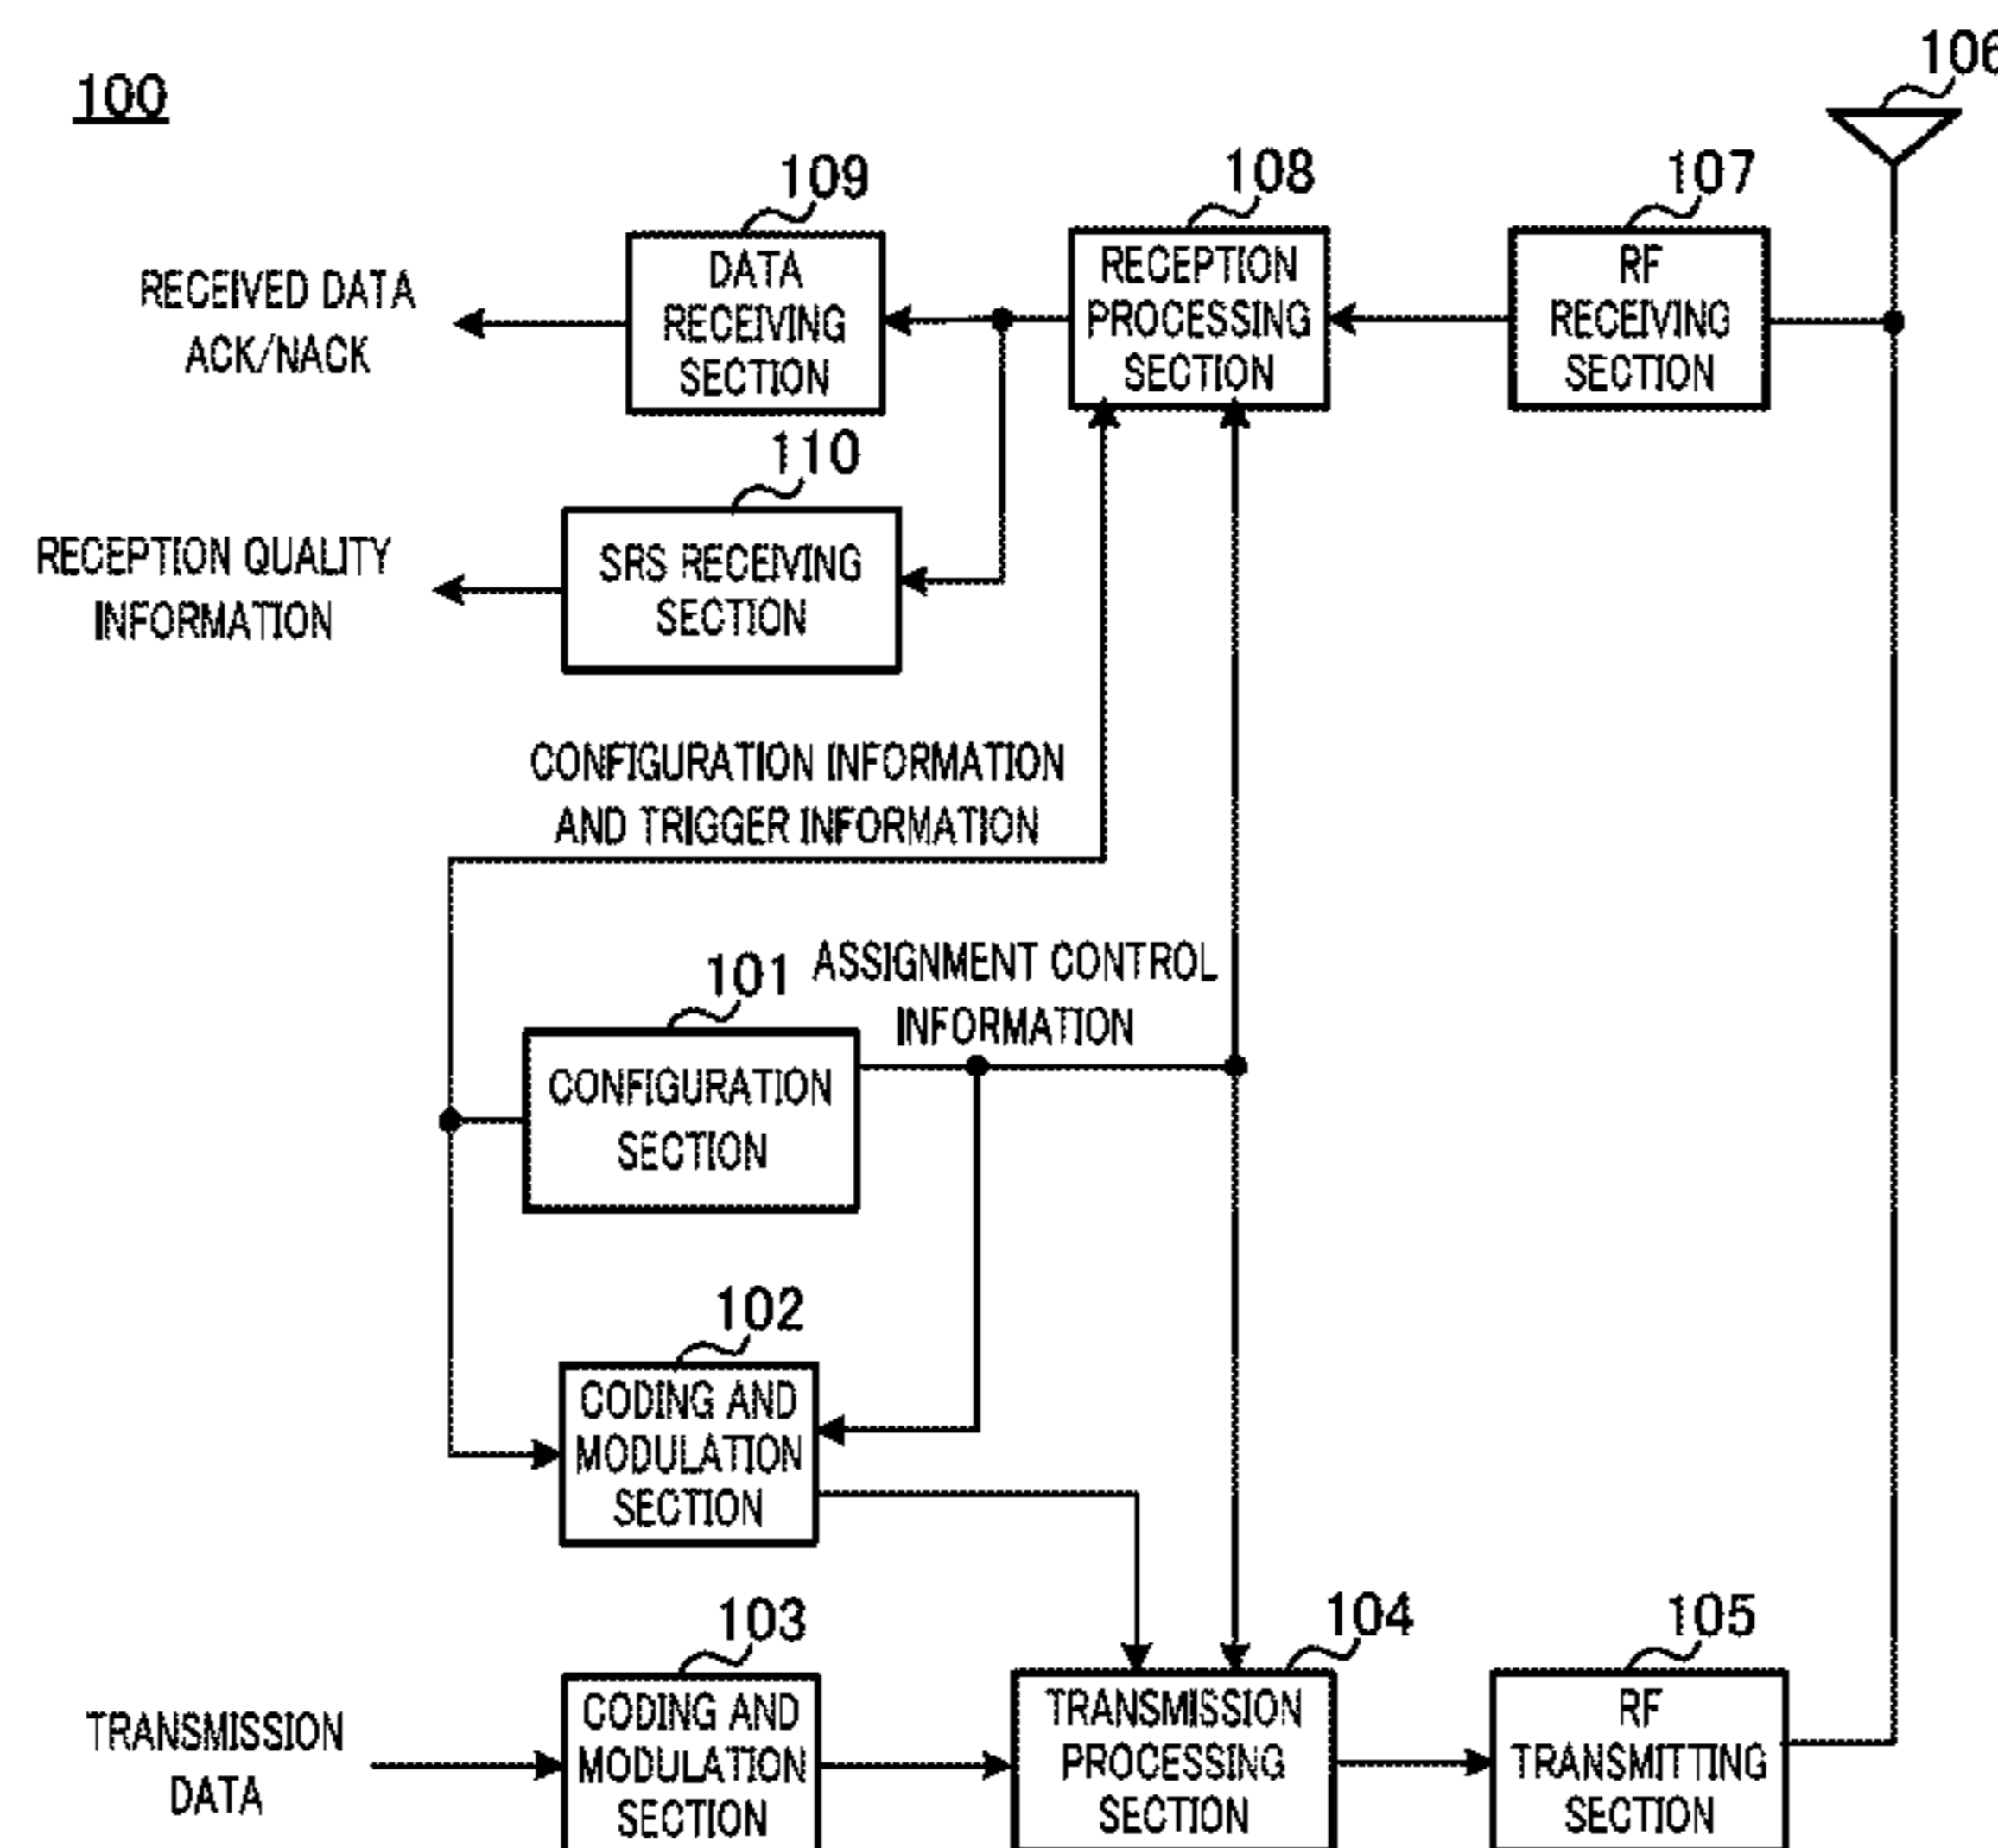 100
106
109
108
107
RECEIVED DATA
ACK/NACK
DATA
RECEIVING
SECTION
RECEPTION
PROCESSING
SECTION
RF
RECEIVING
SECTION
110
RECEPTION QUALITY
INFORMATION
SRS RECEIVING
SECTION
CONFIGURATION INFORMATION
AND TRIGGER INFORMATION
101
ASSIGNMENT CONTROL
INFORMATION
CONFIGURATION
SECTION
102
CODING AND
MODULATION
SECTION
103
104
105
TRANSMISSION
DATA
CODING AND
MODULATION
SECTION
TRANSMISSION
PROCESSING
SECTION
RF
TRANSMITTING
SECTION